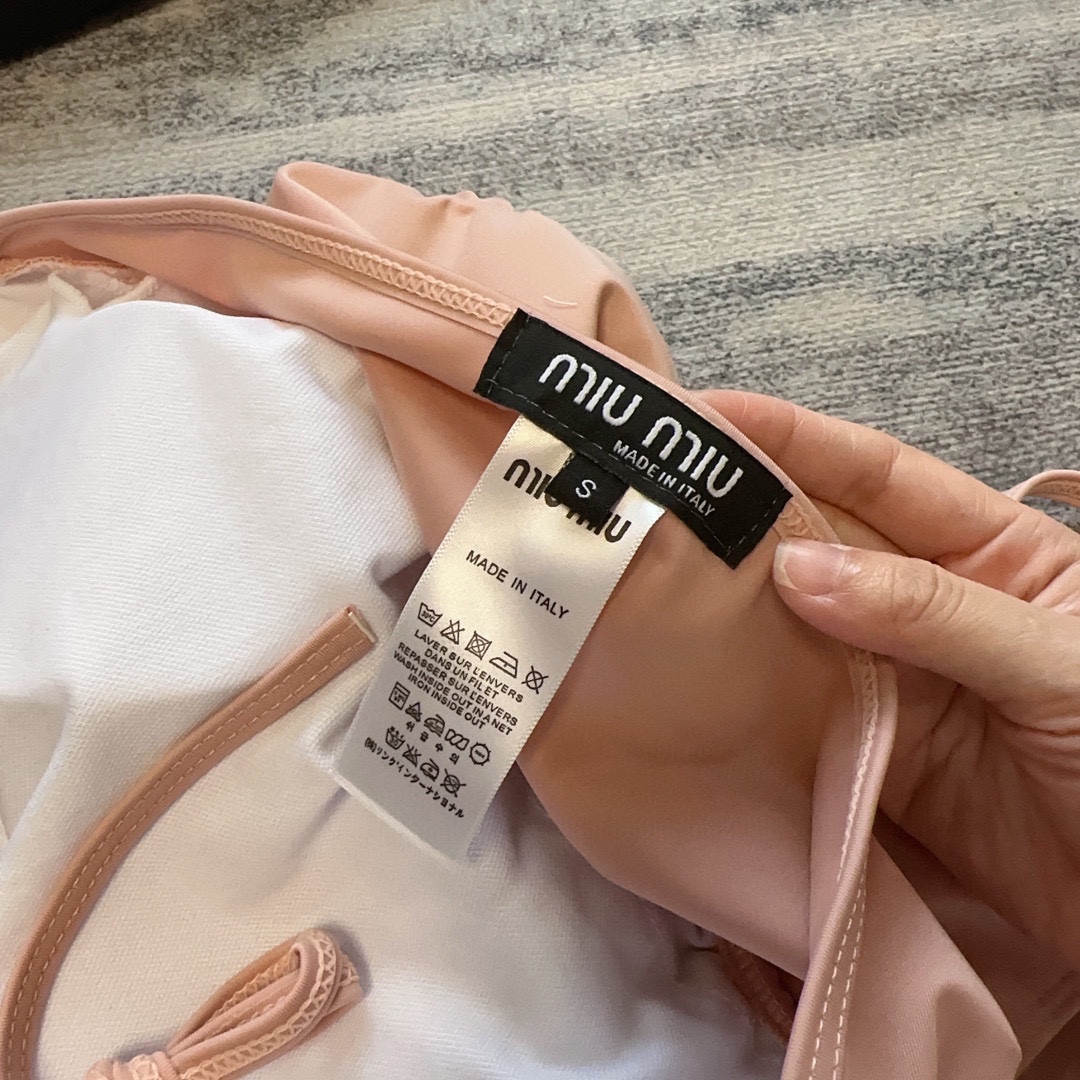 MIU MIU
MADE IN ITALY
S
MIU MIU
MADE IN ITALY
30°C
LAVER SUR L'ENVERS
DANS UN FILET
REPASSER SUR L'ENVERS
WASH INSIDE OUT IN A NET
IRON INSIDE OUT
(株)リンクインターナショナル